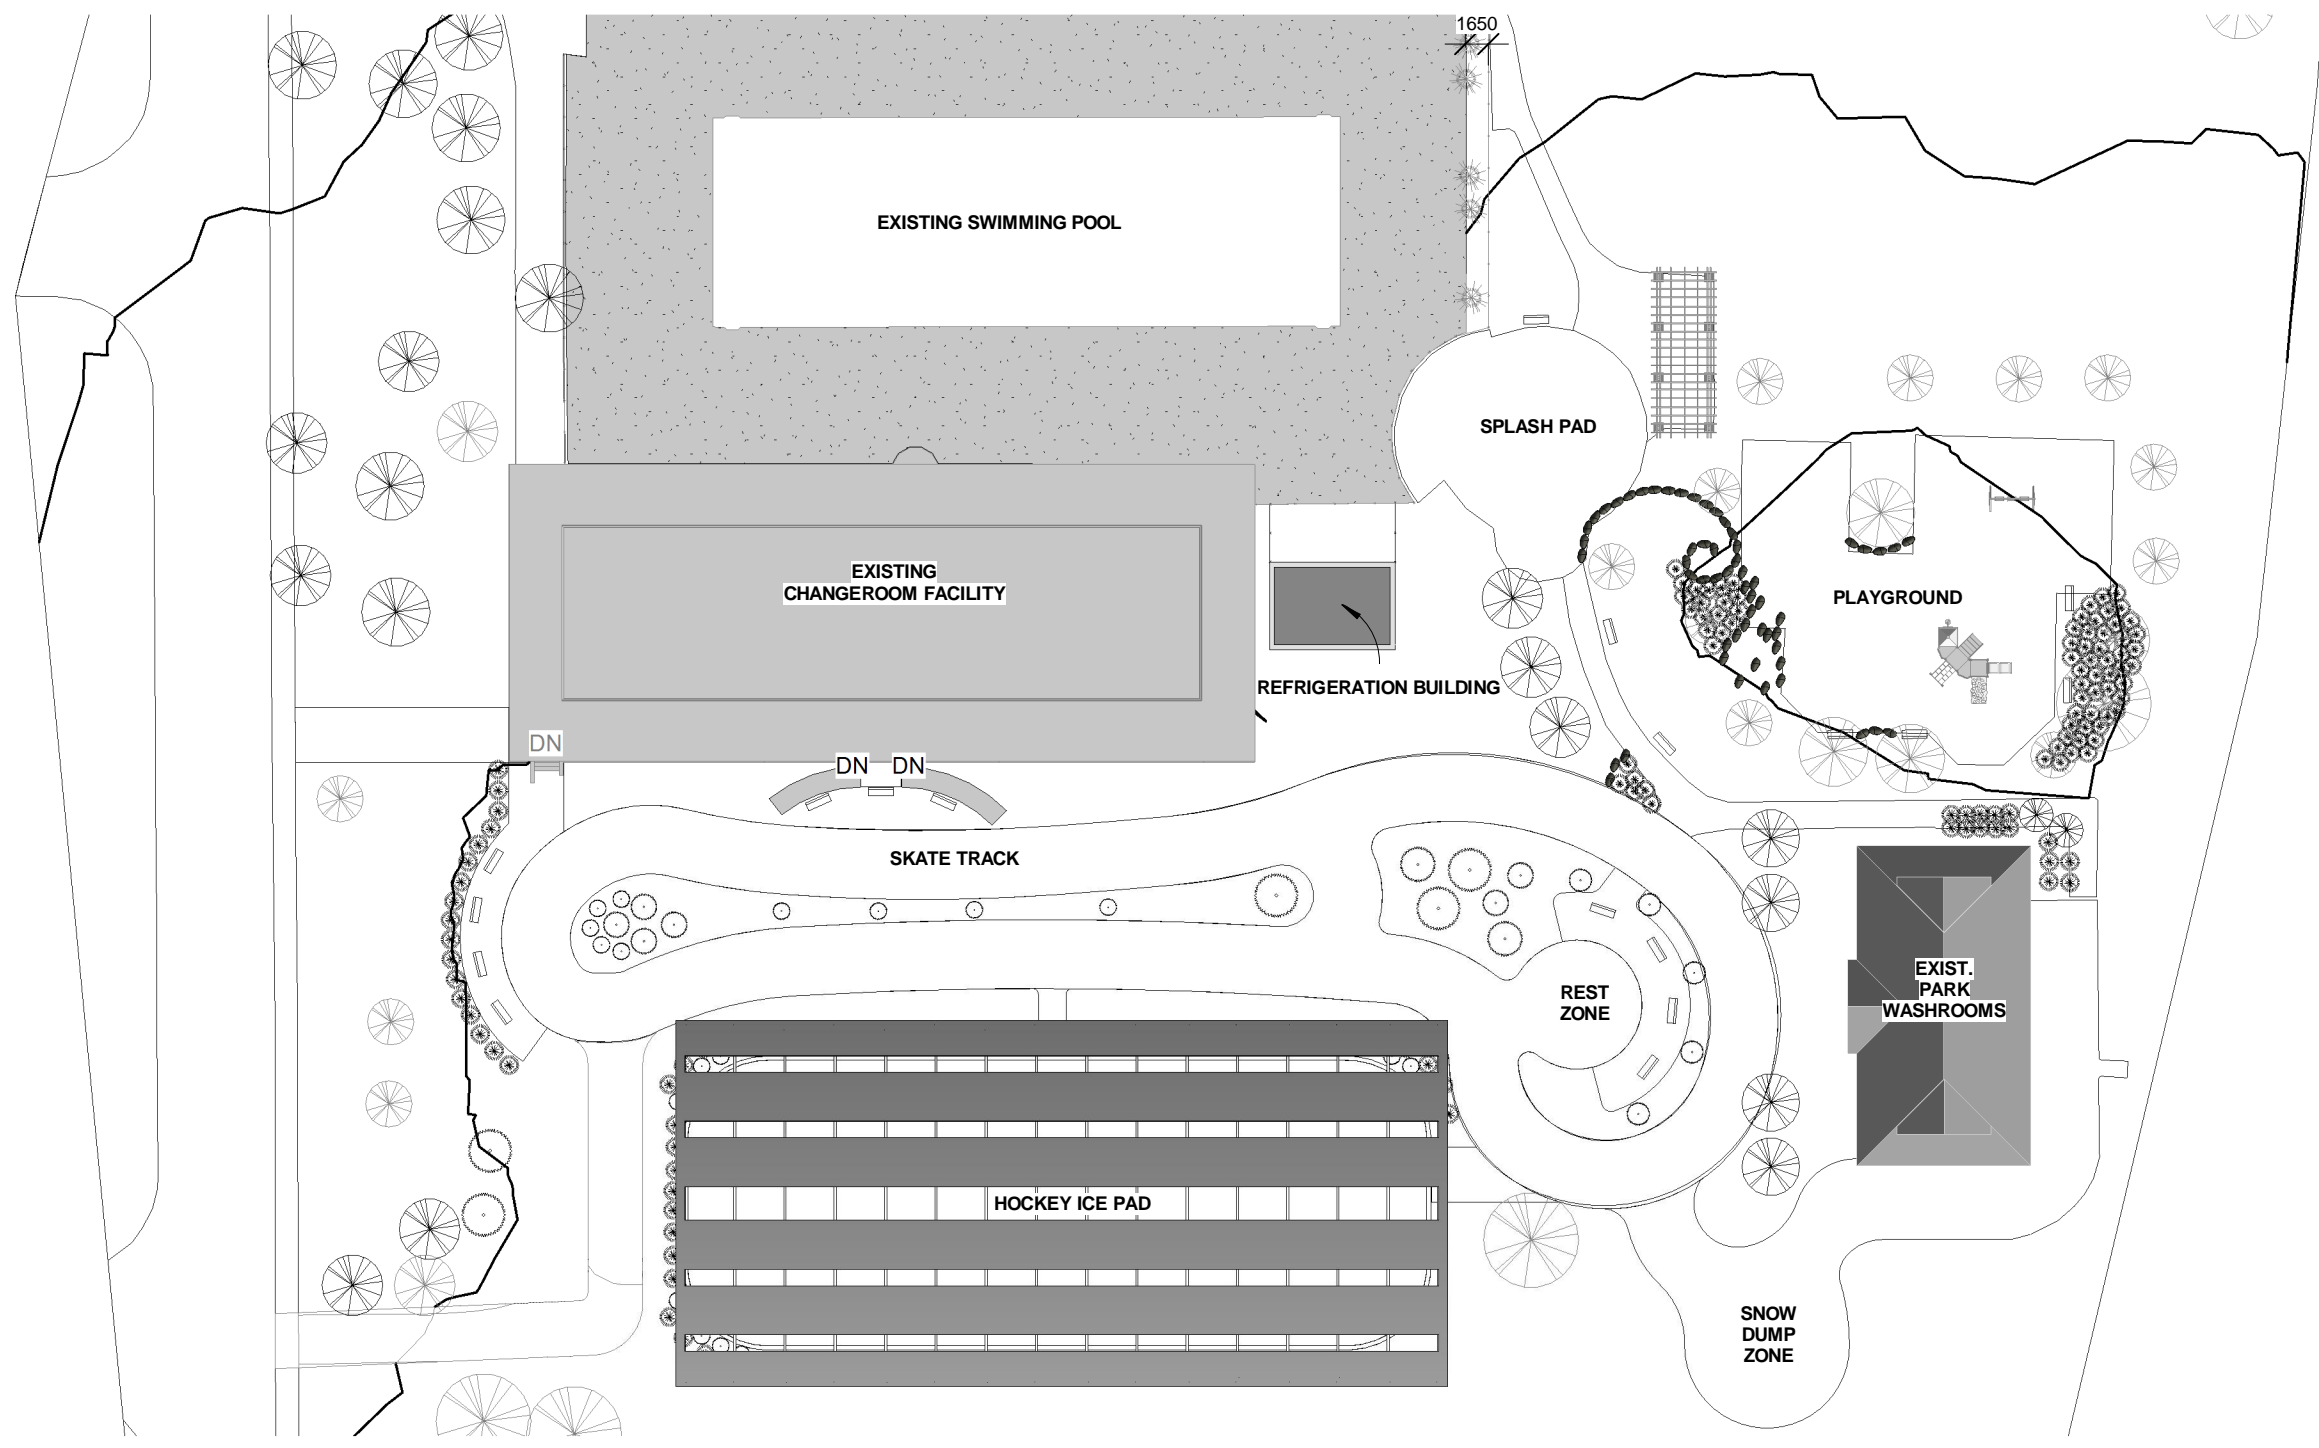 1650
EXISTING SWIMMING POOL
SPLASH PAD
EXISTING
CHANGEROOM FACILITY
PLAYGROUND
REFRIGERATION BUILDING
DN
DN
DN
SKATE TRACK
REST
ZONE
EXIST.
PARK
WASHROOMS
HOCKEY ICE PAD
SNOW
DUMP
ZONE